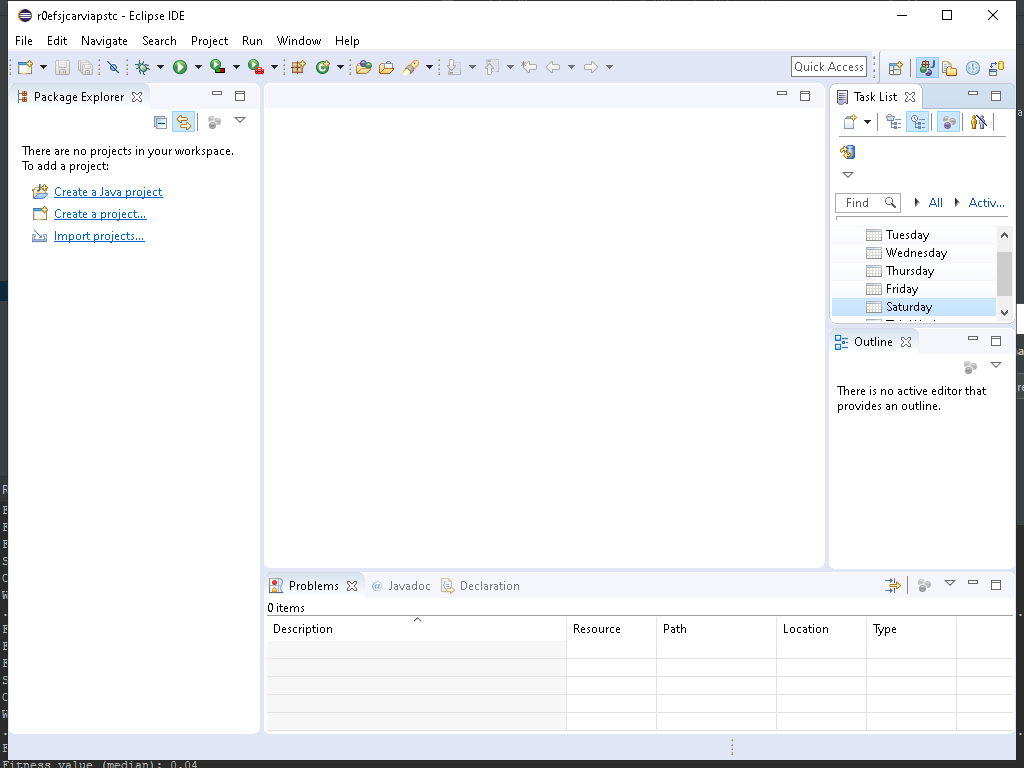 r0efsjcarviapstc - Eclipse IDE
File Edit Navigate Search Project Run Window Help
Quick Access
Package Explorer
There are no projects in your workspace.
To add a project:
Create a Java project
Create a project...
Import projects...
Task List
Find All Activ...
Tuesday
Wednesday
Thursday
Friday
Saturday
Outline
There is no active editor that
provides an outline.
Problems @ Javadoc Declaration
0 items
Description Resource Path Location Type
Fitness value (median): 0.04